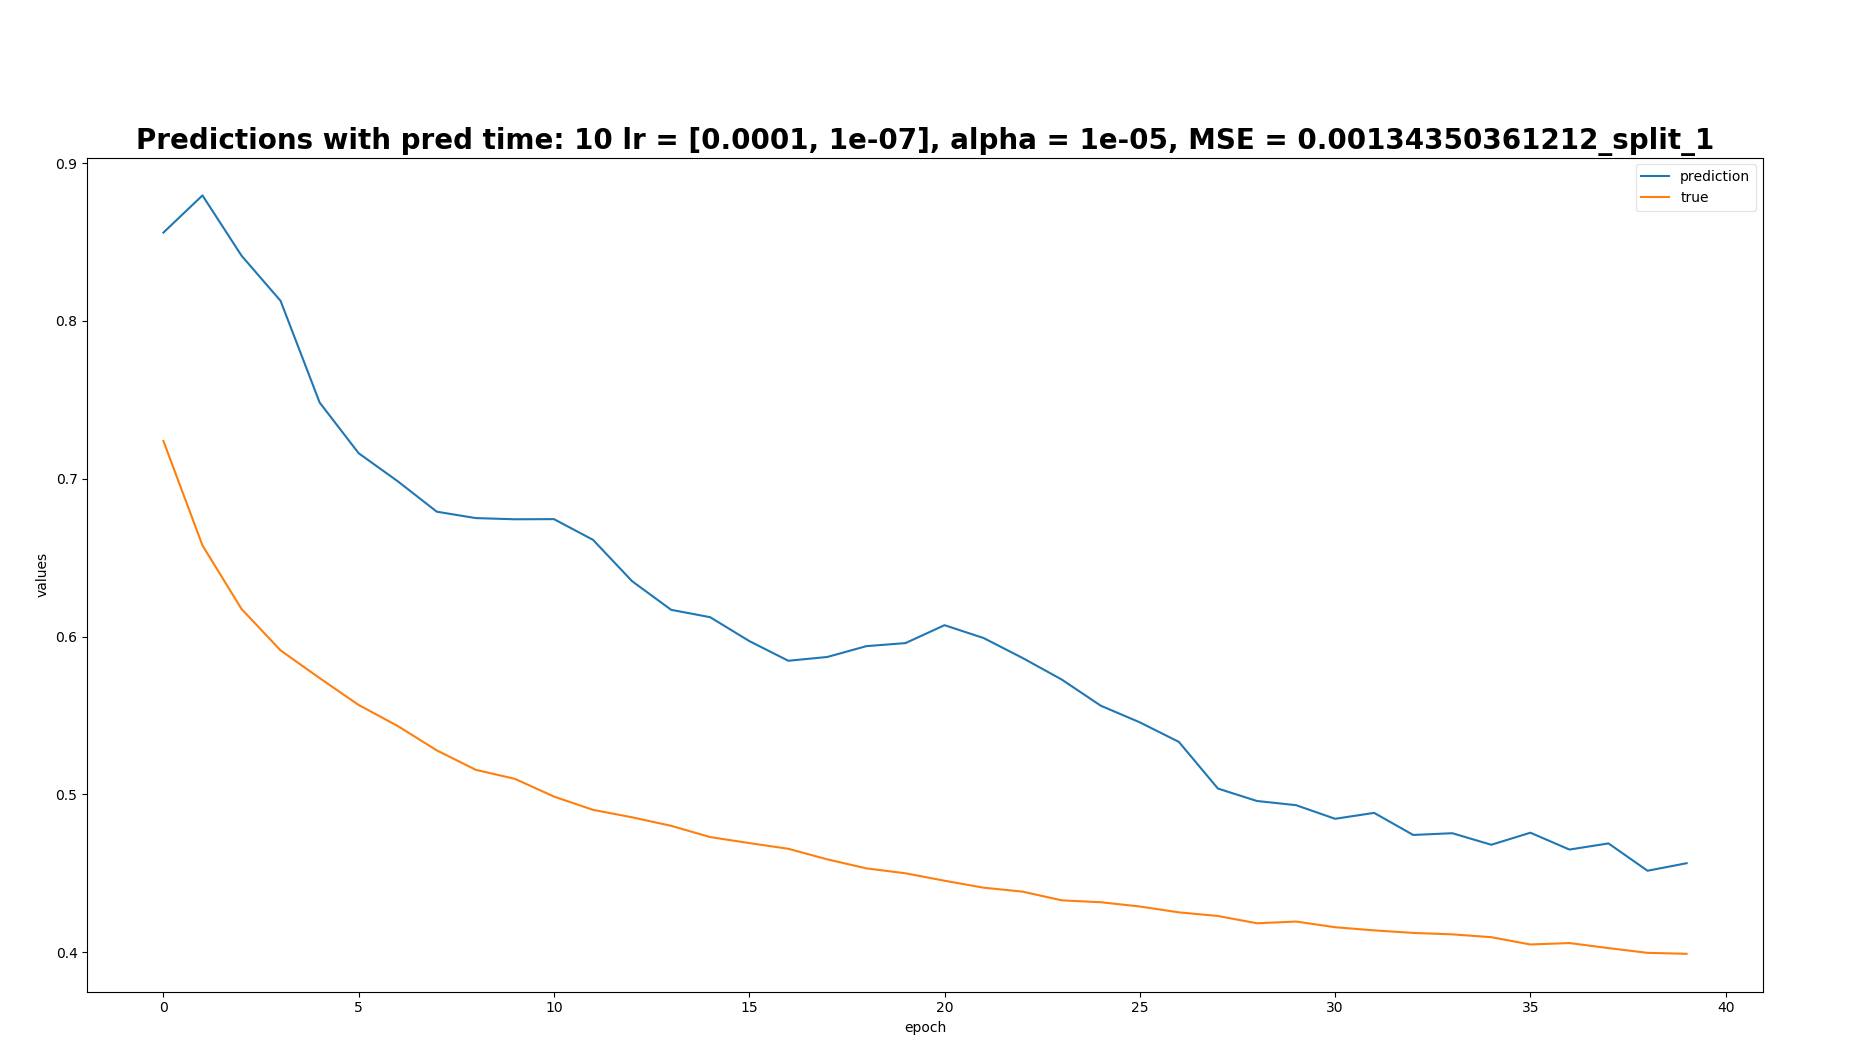 Predictions with pred time: 10 lr = [0.0001, 1e-07], alpha = 1e-05, MSE = 0.00134350361212_split_1
prediction
true
0.9
0.8
0.7
0.6
0.5
0.4
values
0 5 10 15 20 25 30 35 40
epoch